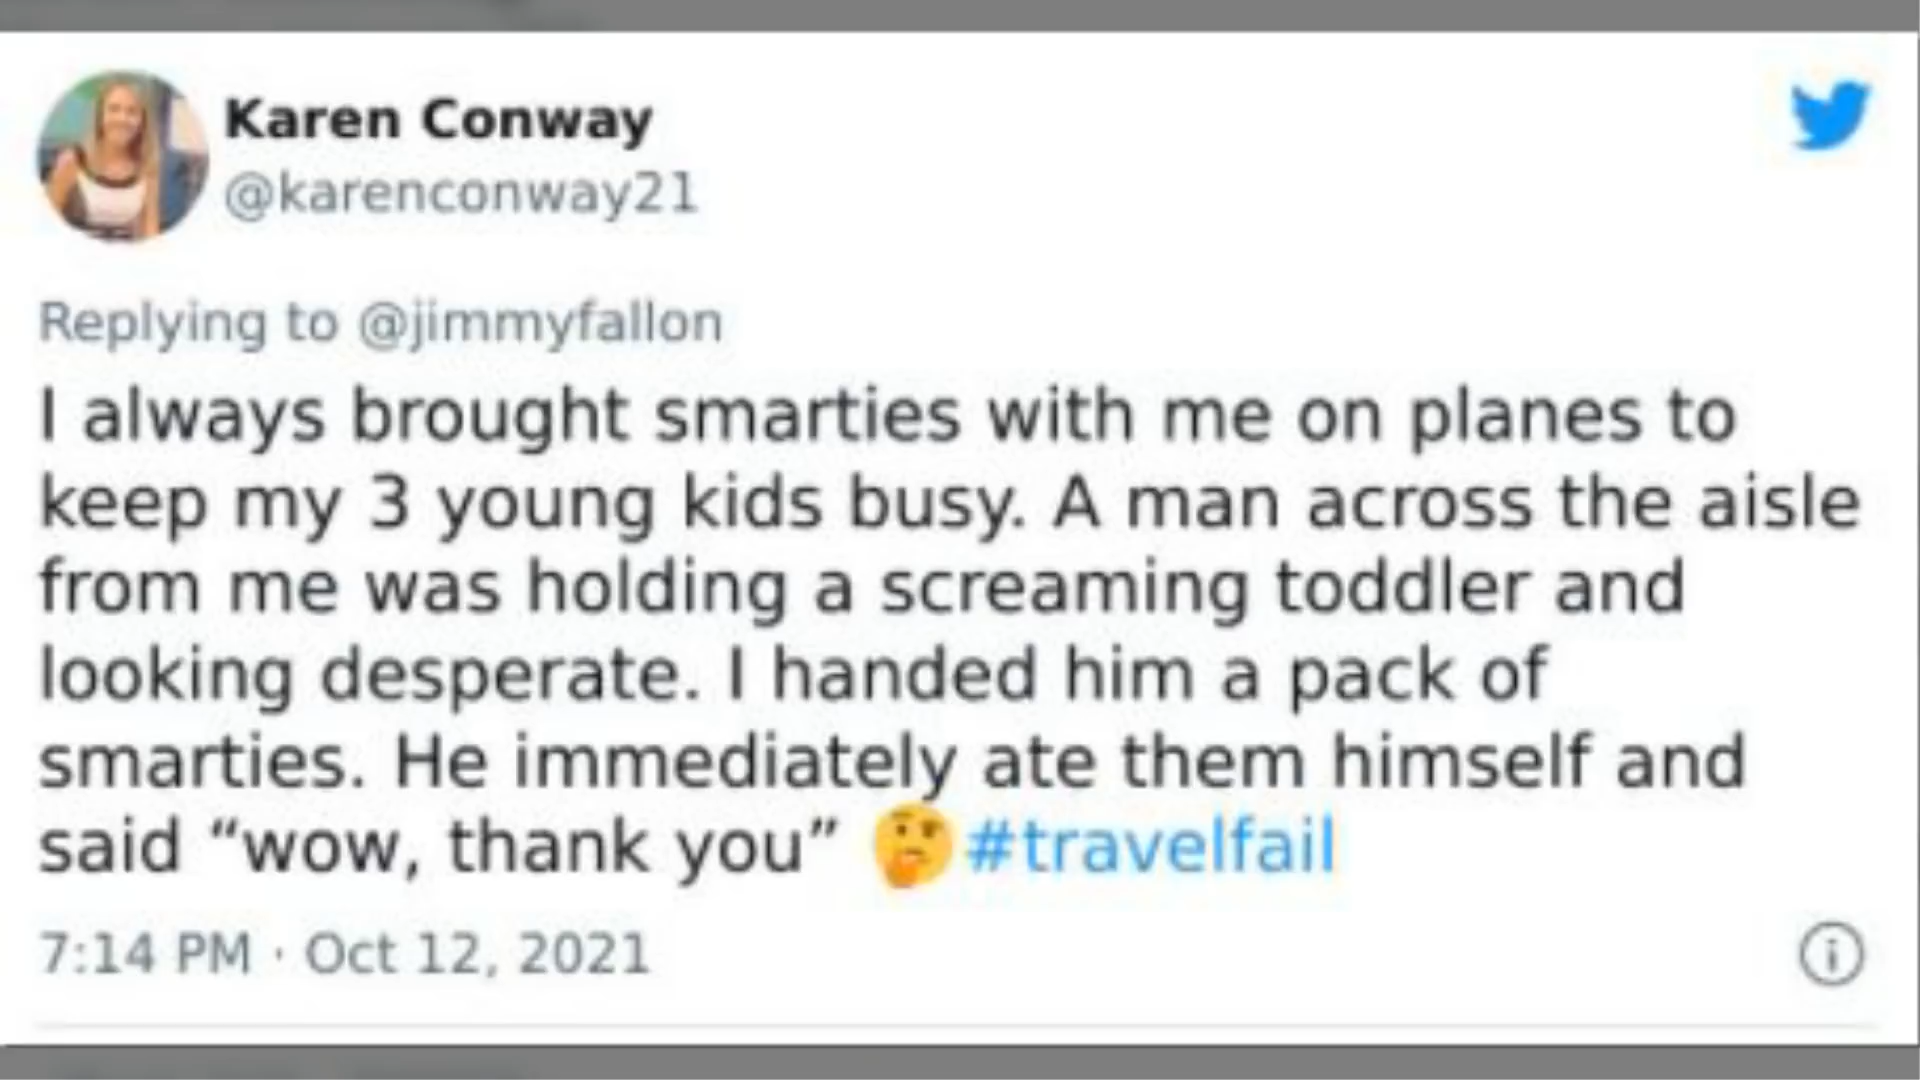 Karen Conway
@karenconway21
Replying to @jimmyfallon
I always brought smarties with me on planes to
keep my 3 young kids busy. A man across the aisle
from me was holding a screaming toddler and
looking desperate. I handed him a pack of
smarties. He immediately ate them himself and
said “wow, thank you” 🤔#travelfail
7:14 PM · Oct 12, 2021